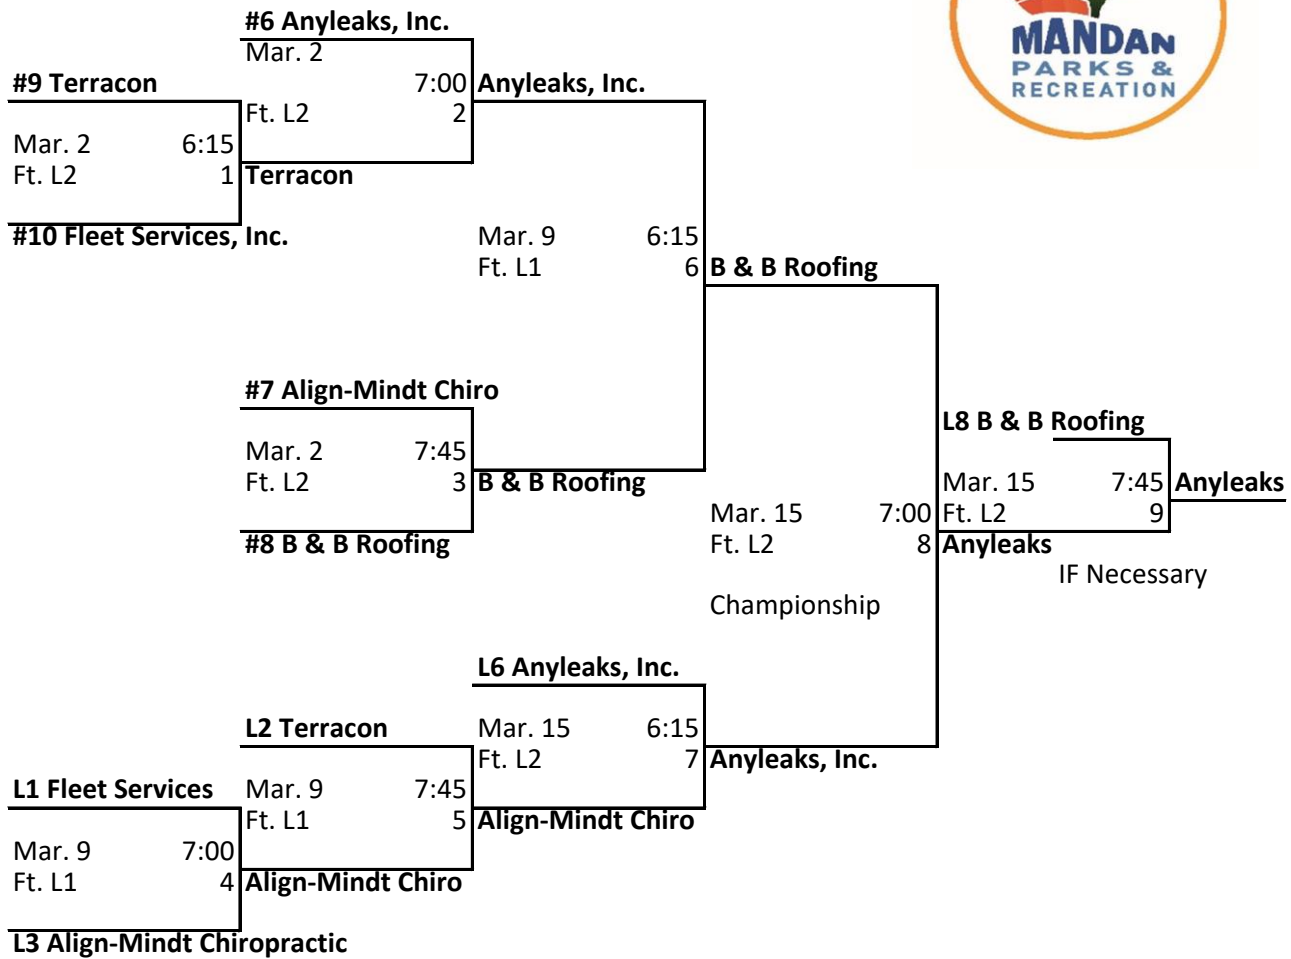 #6 Anyleaks, Inc.
MANDAN
PARKS &
RECREATION
Mar. 2
#9 Terracon
7:00 Anyleaks, Inc.
Ft. L2 2
Mar. 2 6:15
Ft. L2 1 Terracon
#10 Fleet Services, Inc.
Mar. 9 6:15
Ft. L1 6 B & B Roofing
#7 Align-Mindt Chiro
L8 B & B Roofing
Mar. 2 7:45
Ft. L2 3 B & B Roofing
Mar. 15 7:45 Anyleaks
Mar. 15 7:00 Ft. L2 9
#8 B & B Roofing
Ft. L2 8 Anyleaks
IF Necessary
Championship
L6 Anyleaks, Inc.
L2 Terracon
Mar. 15 6:15
Ft. L2 7 Anyleaks, Inc.
L1 Fleet Services
Mar. 9 7:45
Ft. L1 5 Align-Mindt Chiro
Mar. 9 7:00
Ft. L1 4 Align-Mindt Chiro
L3 Align-Mindt Chiropractic